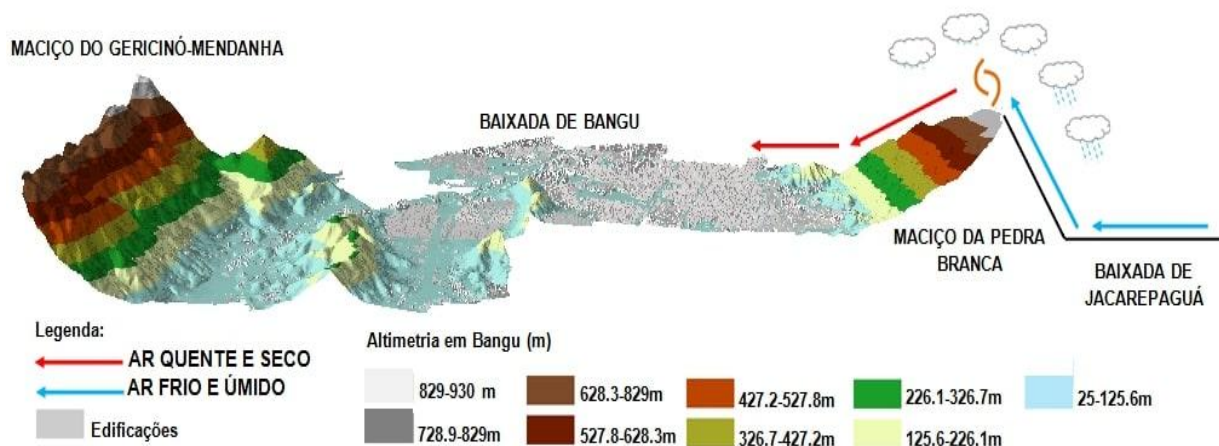 MACIÇO DO GERICINÓ-MENDANHA
BAIXADA DE BANGU
MACIÇO DA PEDRA
BRANCA
BAIXADA DE
JACAREPAGUÁ
Legenda:
AR QUENTE E SECO
AR FRIO E ÚMIDO
Edificações
Altimetria em Bangu (m)
829-930 m
628.3-829m
427.2-527.8m
226.1-326.7m
25-125.6m
728.9-829m
527.8-628.3m
326.7-427.2m
125.6-226.1m